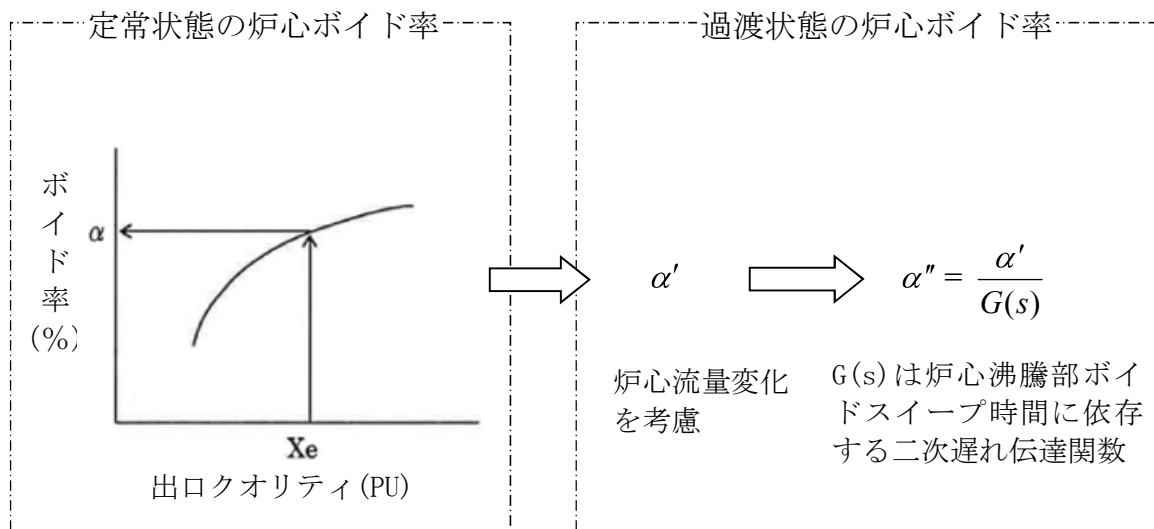 定常状態の炉心ボイド率
過渡状態の炉心ボイド率
ボイド率(%)
α
Xe
出口クオリティ(PU)
α′
炉心流量変化
を考慮
α″ = α′ / G(s)
G(s)は炉心沸騰部ボイ
ドスイープ時間に依存
する二次遅れ伝達関数